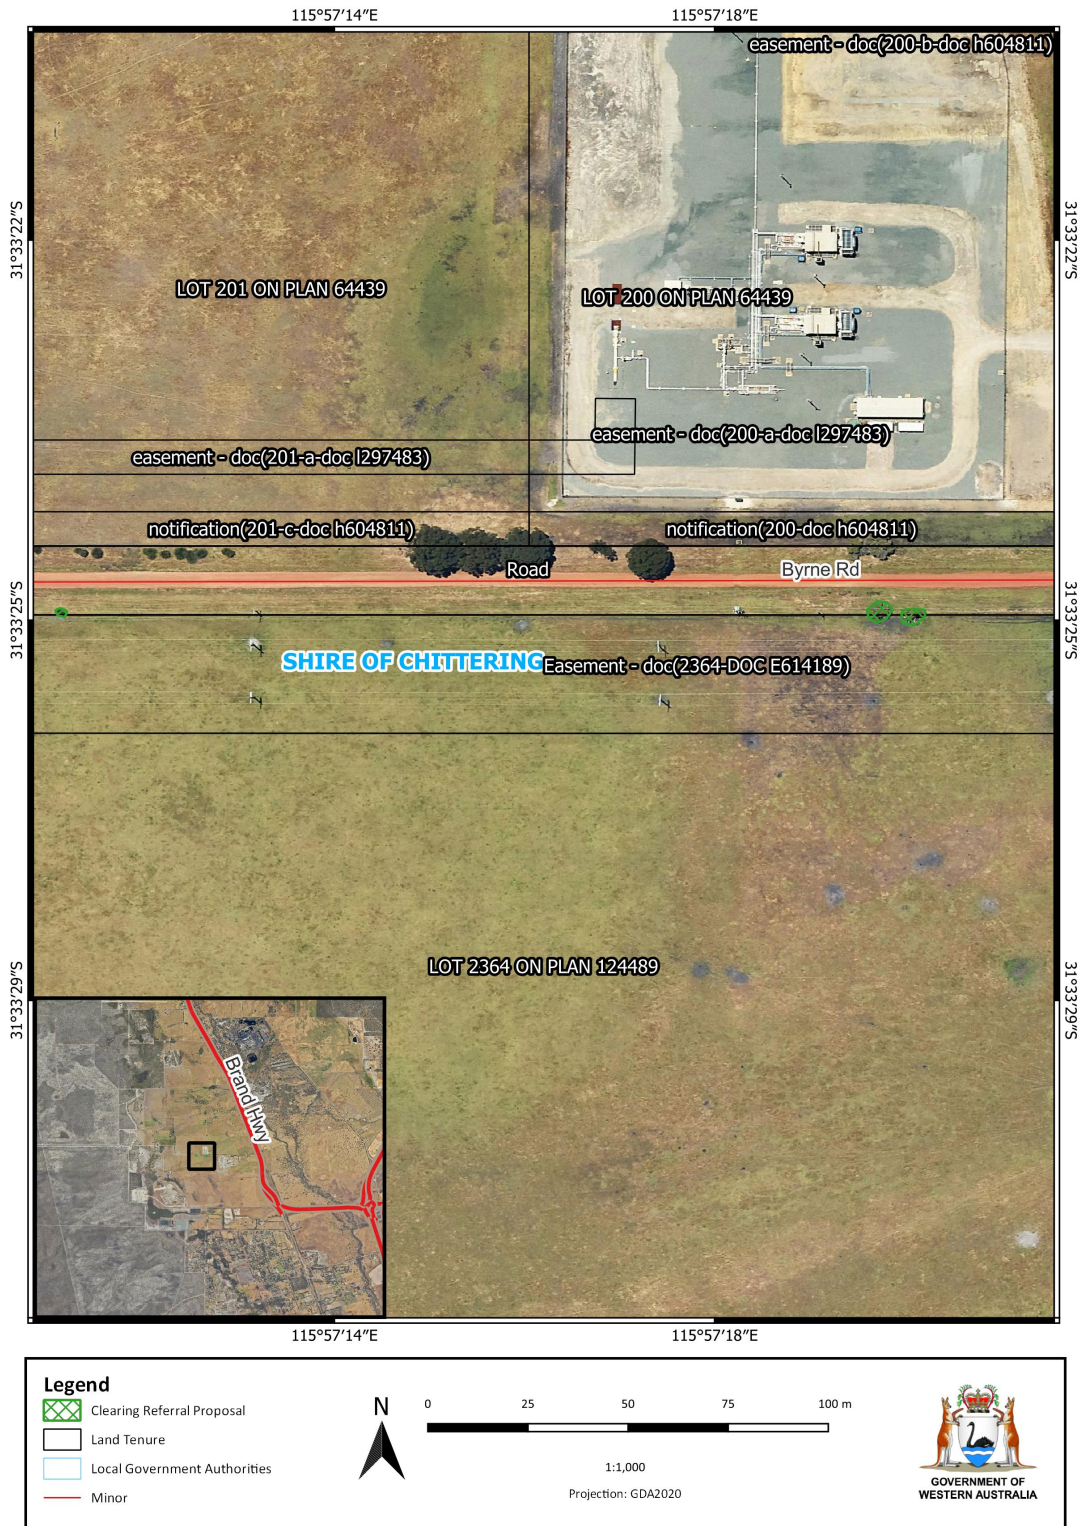 115°57'14"E
115°57'18"E
easement - doc(200-b-doc h604811)
31°33'22"S
31°33'22"S
LOT 201 ON PLAN 64439
LOT 200 ON PLAN 64439
easement - doc(200-a-doc l297483)
easement - doc(201-a-doc l297483)
notification(201-c-doc h604811)
notification(200-doc h604811)
Road
Byrne Rd
31°33'25"S
31°33'25"S
SHIRE OF CHITTERING
Easement - doc(2364-DOC E614189)
LOT 2364 ON PLAN 124489
31°33'29"S
31°33'29"S
Brand Hwy
115°57'14"E
115°57'18"E
Legend
Clearing Referral Proposal
Land Tenure
Local Government Authorities
Minor
N
0 25 50 75 100 m
1:1,000
Projection: GDA2020
GOVERNMENT OF
WESTERN AUSTRALIA